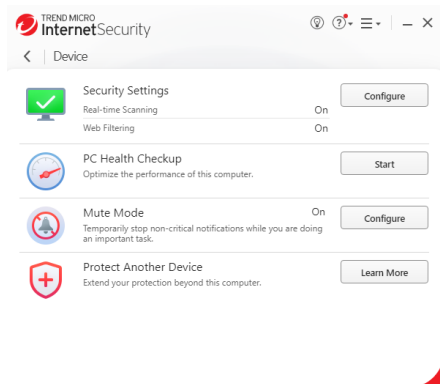 TREND MICRO
InternetSecurity
Device
Security Settings
Configure
Real-time Scanning On
Web Filtering On
PC Health Checkup
Start
Optimize the performance of this computer.
Mute Mode On
Configure
Temporarily stop non-critical notifications while you are doing
an important task.
Protect Another Device
Learn More
Extend your protection beyond this computer.